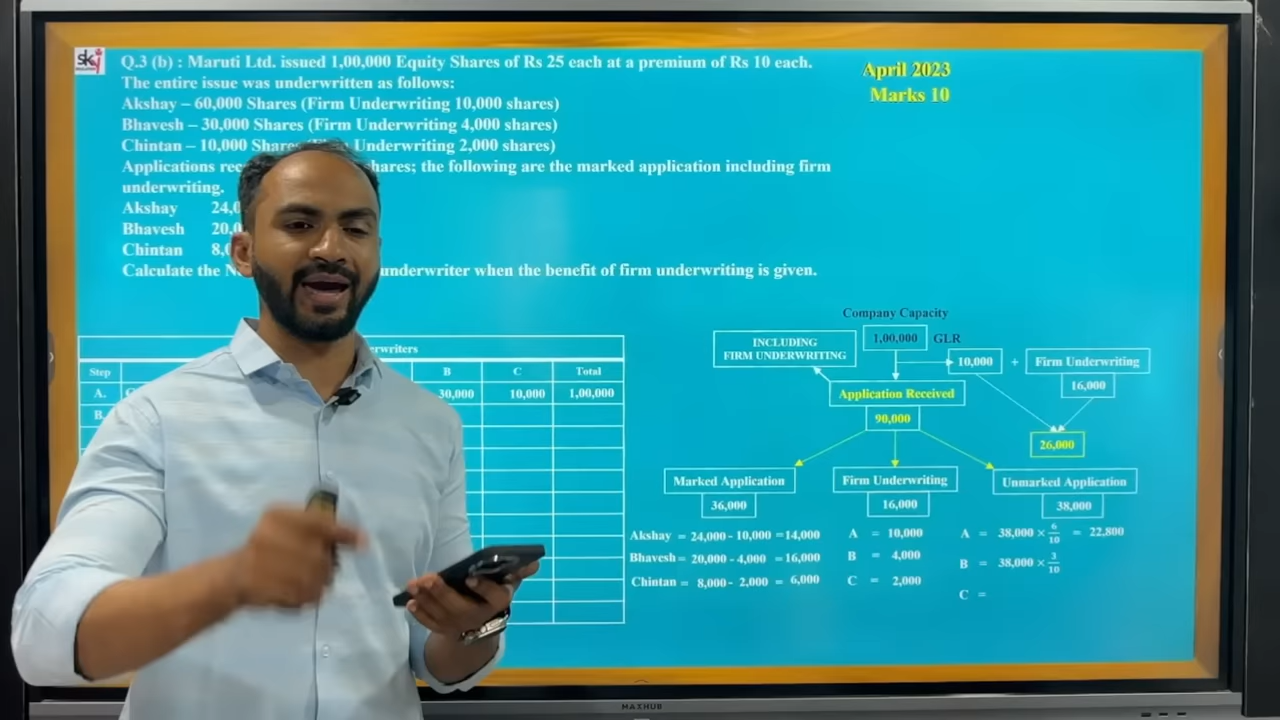 sky
Q.3 (b) : Maruti Ltd. issued 1,00,000 Equity Shares of Rs 25 each at a premium of Rs 10 each.
The entire issue was underwritten as follows:
Akshay – 60,000 Shares (Firm Underwriting 10,000 shares)
Bhavesh – 30,000 Shares (Firm Underwriting 4,000 shares)
Chintan – 10,000 Shares Underwriting 2,000 shares)
Applications shares; the following are the marked application including firm
underwriting.
Akshay
Bhavesh
Chintan
Calculate the underwriter when the benefit of firm underwriting is given.
April 2023
Marks 10
Step B C Total
A. 30,000 10,000 1,00,000
B.
Company Capacity
1,00,000 GLR
INCLUDING
FIRM UNDERWRITING
10,000 + Firm Underwriting
16,000
Application Received
90,000
26,000
Marked Application
36,000
Firm Underwriting
16,000
Unmarked Application
38,000
Akshay = 24,000 - 10,000 = 14,000
Bhavesh = 20,000 - 4,000 = 16,000
Chintan = 8,000 - 2,000 = 6,000
A = 10,000
B = 4,000
C = 2,000
A = 38,000 × 6/10 = 22,800
B = 38,000 × 3/10
C =
MAXHUB